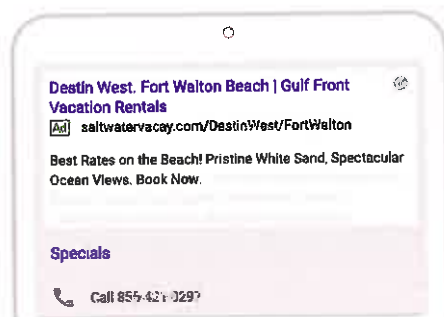 Destin West. Fort Walton Beach | Gulf Front
Vacation Rentals
Ad saltwatervacay.com/DestinWest/FortWalton
Best Rates on the Beach! Pristine White Sand, Spectacular
Ocean Views. Book Now.
Specials
Call